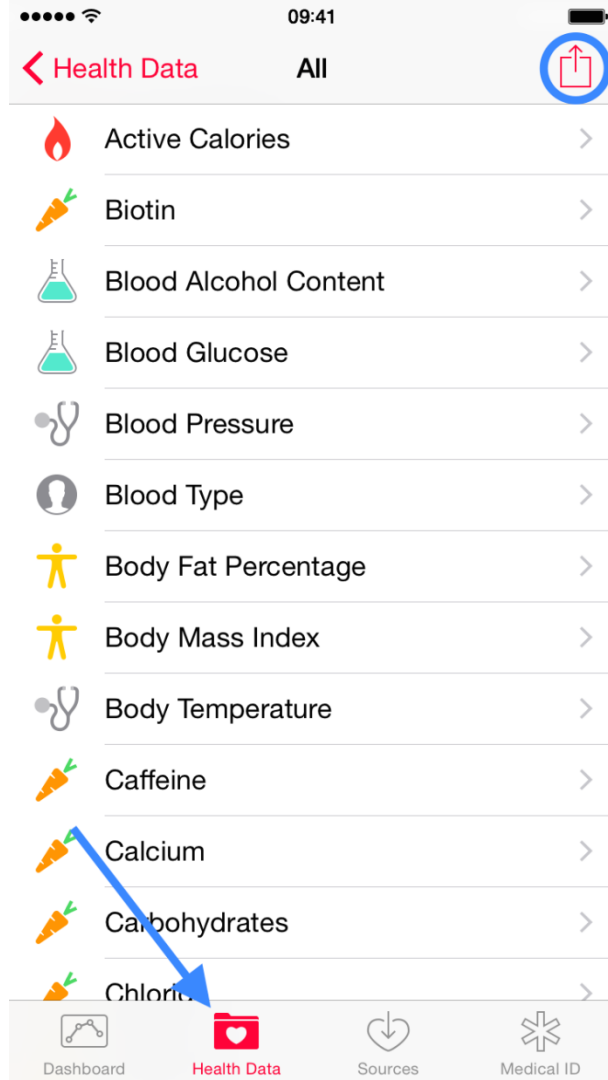 09:41
Health Data All
Active Calories
Biotin
Blood Alcohol Content
Blood Glucose
Blood Pressure
Blood Type
Body Fat Percentage
Body Mass Index
Body Temperature
Caffeine
Calcium
Carbohydrates
Dashboard Health Data Sources Medical ID